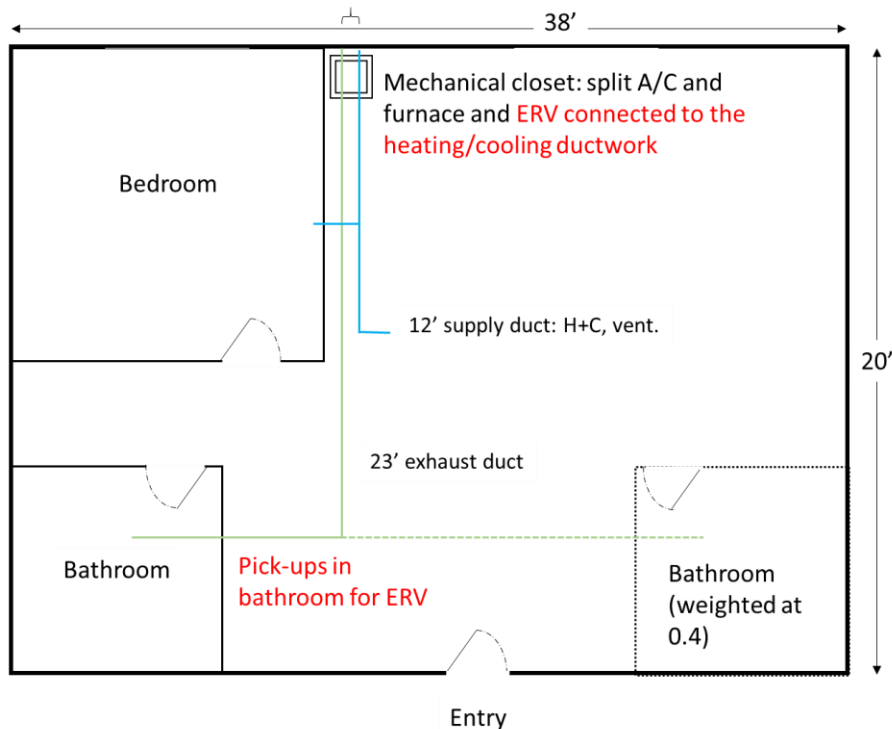 38’
Mechanical closet: split A/C and
furnace and ERV connected to the
heating/cooling ductwork
Bedroom
12’ supply duct: H+C, vent.
20’
23’ exhaust duct
Bathroom
Pick-ups in
bathroom for ERV
Bathroom
(weighted at
0.4)
Entry